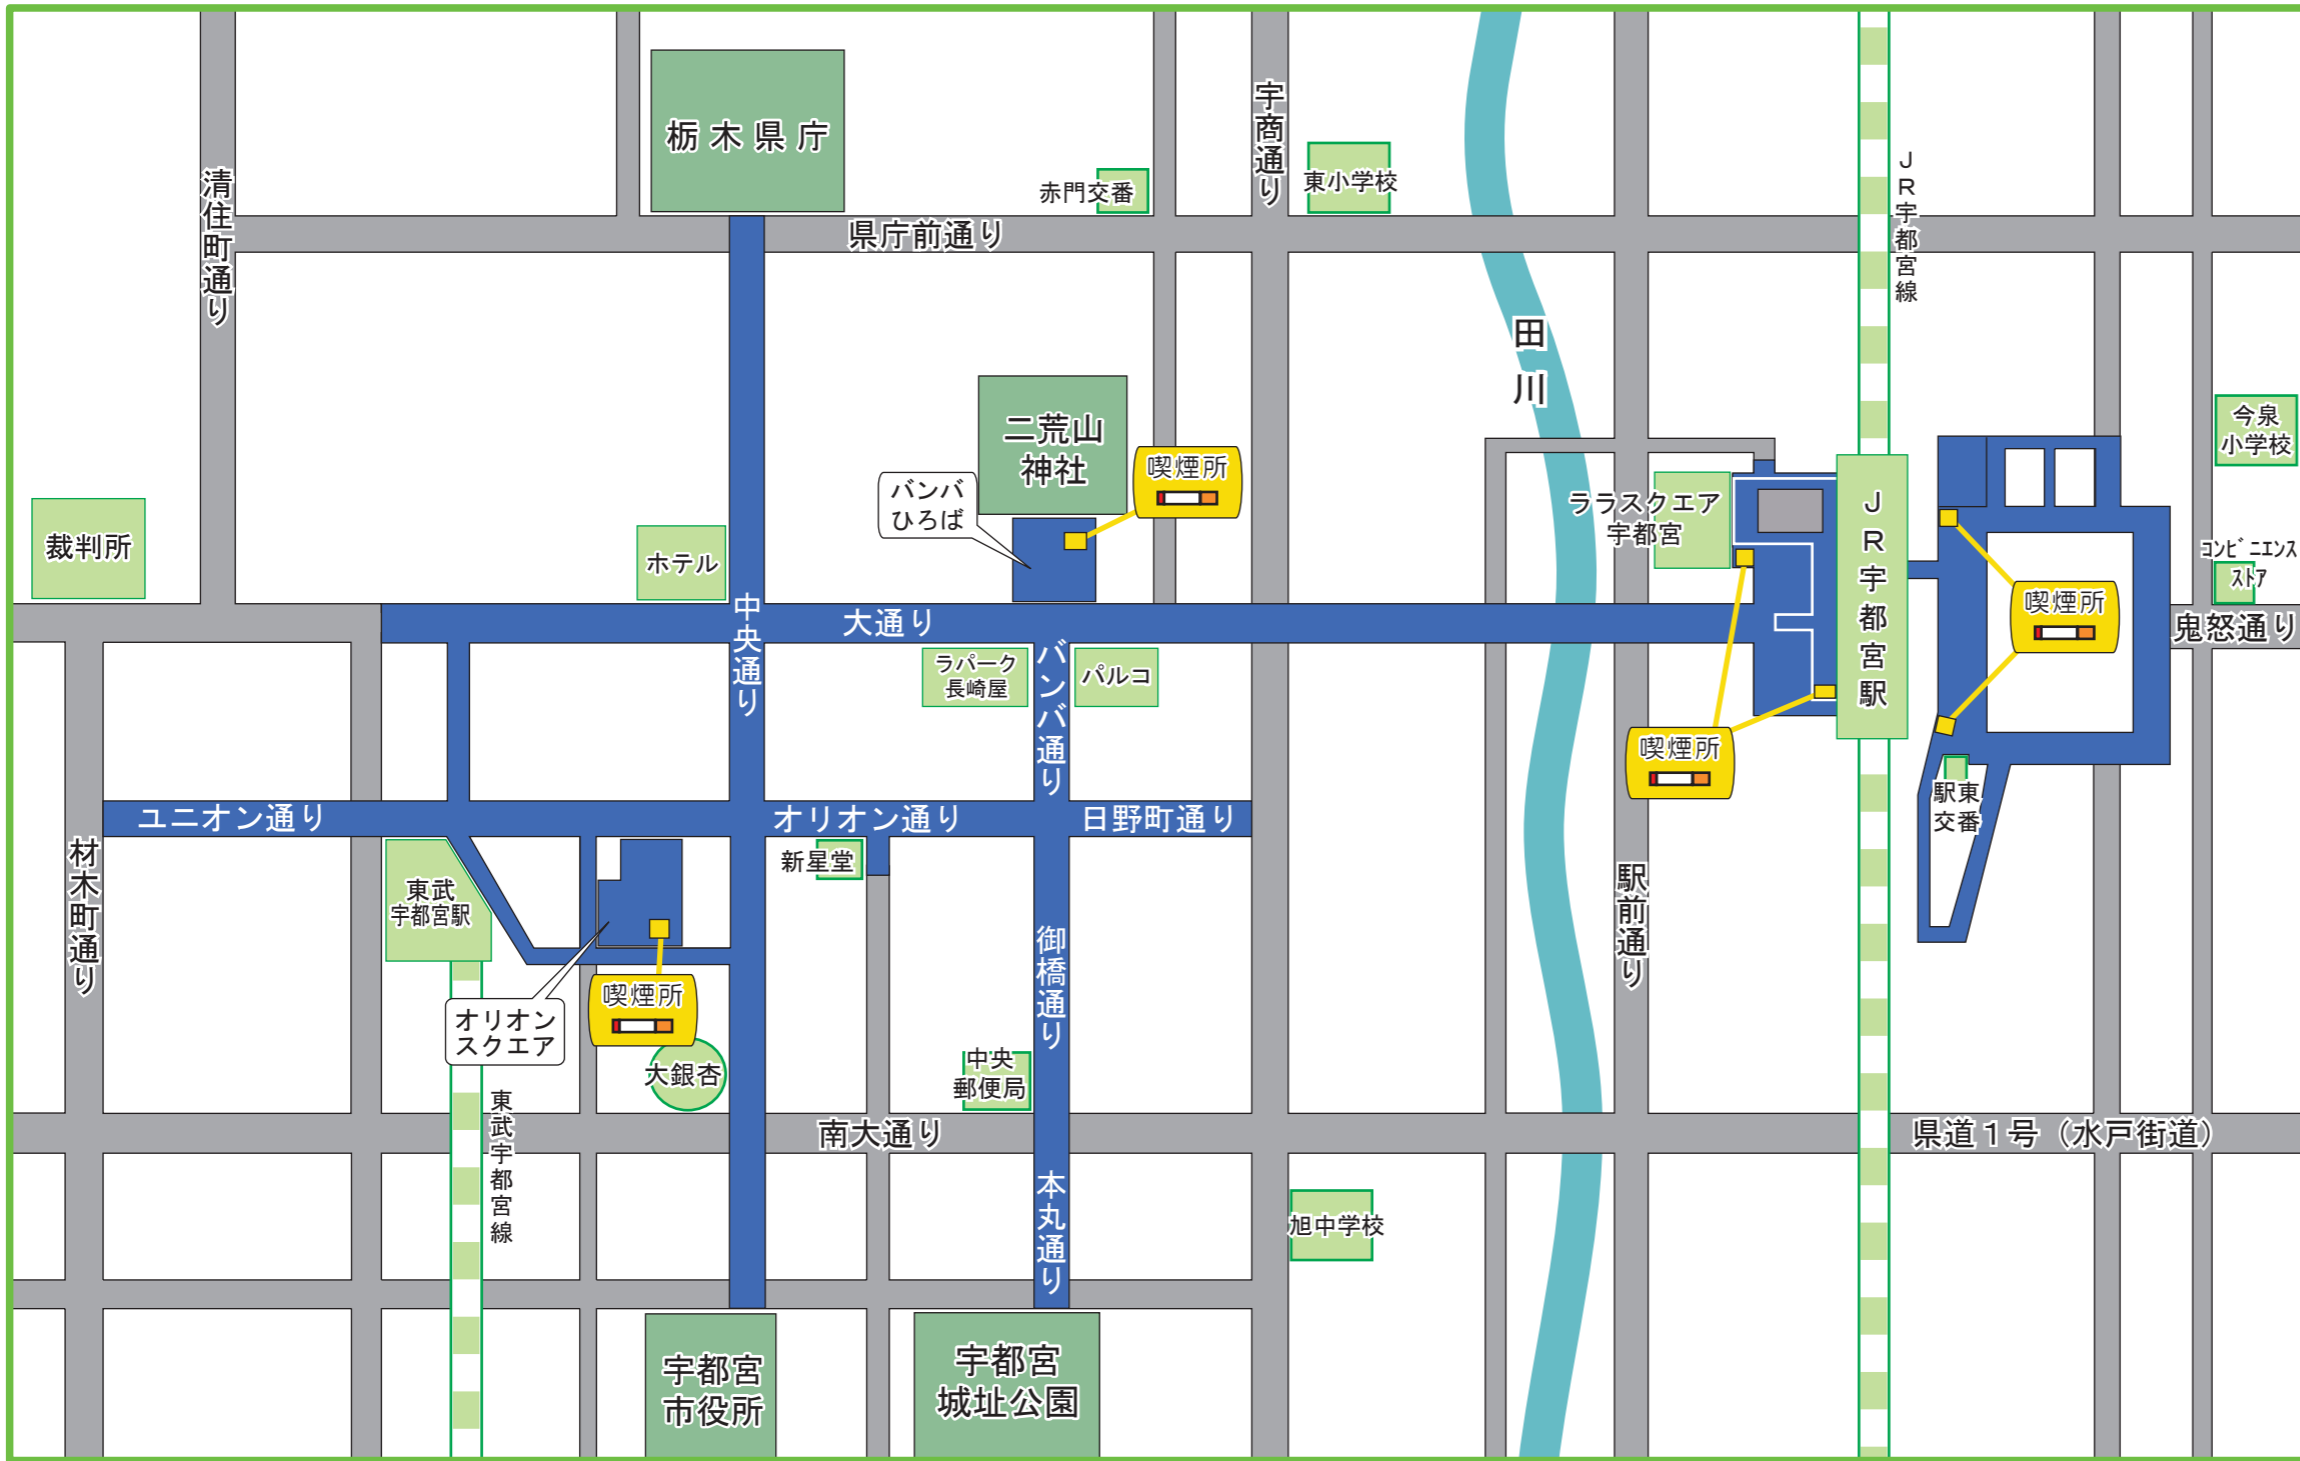 栃木県庁
宇商通り
清住町通り
赤門交番
東小学校
JR宇都宮線
県庁前通り
田川
二荒山
神社
バンバ
ひろば
喫煙所
ララスクエア
宇都宮
JR宇都宮駅
今泉
小学校
コンビニエンス
ストア
裁判所
ホテル
喫煙所
鬼怒通り
中央通り
大通り
ラパーク
長崎屋
バンバ通り
パルコ
喫煙所
ユニオン通り
オリオン通り
日野町通り
駅東
交番
材木町通り
東武
宇都宮駅
新星堂
駅前通り
御橋通り
喫煙所
オリオン
スクエア
大銀杏
中央
郵便局
東武宇都宮線
南大通り
県道1号(水戸街道)
本丸通り
旭中学校
宇都宮
市役所
宇都宮
城址公園